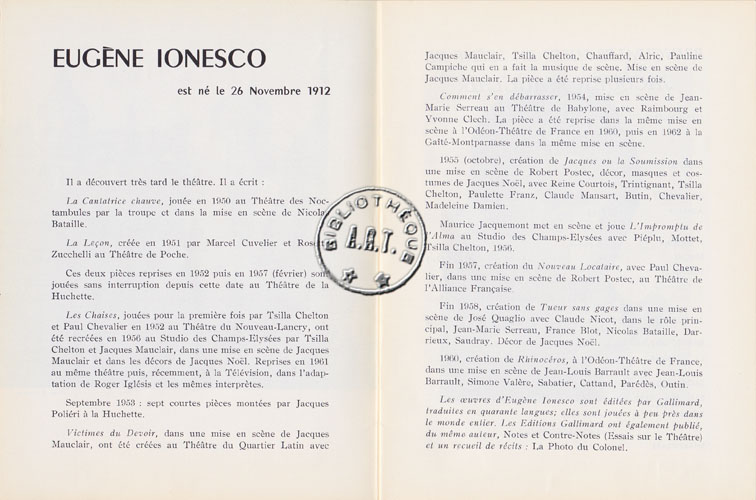 EUGÈNE IONESCO
est né le 26 Novembre 1912
Il a découvert très tard le théâtre. Il a écrit :
La Cantatrice chauve, jouée en 1950 au Théâtre des Noc-
tambules par la troupe et dans la mise en scène de Nicola
Bataille.
La Leçon, créée en 1951 par Marcel Cuvelier et Ros
Zucchelli au Théâtre de Poche.
Ces deux pièces reprises en 1952 puis en 1957 (février) son
jouées sans interruption depuis cette date au Théâtre de la
Huchette.
Les Chaises, jouées pour la première fois par Tsilla Chelton
et Paul Chevalier en 1952 au Théâtre du Nouveau-Lancry, ont
été recréées en 1956 au Studio des Champs-Elysées par Tsilla
Chelton et Jacques Mauclair, dans une mise en scène de Jacques
Mauclair et dans les décors de Jacques Noël. Reprises en 1961
au même théâtre puis, récemment, à la Télévision, dans l'adap-
tation de Roger Iglésis et les mêmes interprètes.
Septembre 1953 : sept courtes pièces montées par Jacques
Poliéri à la Huchette.
Victimes du Devoir, dans une mise en scène de Jacques
Mauclair, ont été créées au Théâtre du Quartier Latin avec
BIBLIOTHÈQUE
A.R.T.
Jacques Mauclair, Tsilla Chelton, Chauffard, Alric, Pauline
Campiche qui en a fait la musique de scène. Mise en scène de
Jacques Mauclair. La pièce a été reprise plusieurs fois.
Comment s'en débarrasser, 1954, mise en scène de Jean-
Marie Serreau au Théâtre de Babylone, avec Raimbourg et
Yvonne Clech. La pièce a été reprise dans la même mise en
scène à l'Odéon-Théâtre de France en 1960, puis en 1962 à la
Gaîté-Montparnasse dans la même mise en scène.
1955 (octobre), création de Jacques ou la Soumission dans
une mise en scène de Robert Postec, décor, masques et cos-
tumes de Jacques Noël, avec Reine Courtois, Trintignant, Tsilla
Chelton, Paulette Franz, Claude Mansart, Butin, Chevalier,
Madeleine Damien.
Maurice Jacquemont met en scène et joue L'Impromptu de
l'Alma au Studio des Champs-Elysées avec Piéplu, Mottet,
Tsilla Chelton, 1956.
Fin 1957, création du Nouveau Locataire, avec Paul Cheva-
lier, dans une mise en scène de Robert Postec, au Théâtre de
l'Alliance Française.
Fin 1958, création de Tueur sans gages dans une mise en
scène de José Quaglio avec Claude Nicot, dans le rôle prin-
cipal, Jean-Marie Serreau, France Blot, Nicolas Bataille, Dar-
rieux, Saudray. Décor de Jacques Noël.
1960, création de Rhinocéros, à l'Odéon-Théâtre de France,
dans une mise en scène de Jean-Louis Barrault avec Jean-Louis
Barrault, Simone Valère, Sabatier, Cattand, Parédès, Outin.
Les œuvres d'Eugène Ionesco sont éditées par Gallimard,
traduites en quarante langues; elles sont jouées à peu près dans
le monde entier. Les Editions Gallimard ont également publié,
du même auteur, Notes et Contre-Notes (Essais sur le Théâtre)
et un recueil de récits : La Photo du Colonel.